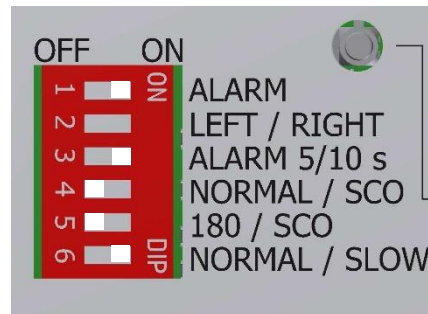 OFF ON
1 ON ALARM
2 LEFT / RIGHT
3 ALARM 5/10 s
4 NORMAL / SCO
5 180 / SCO
6 DIP NORMAL / SLOW